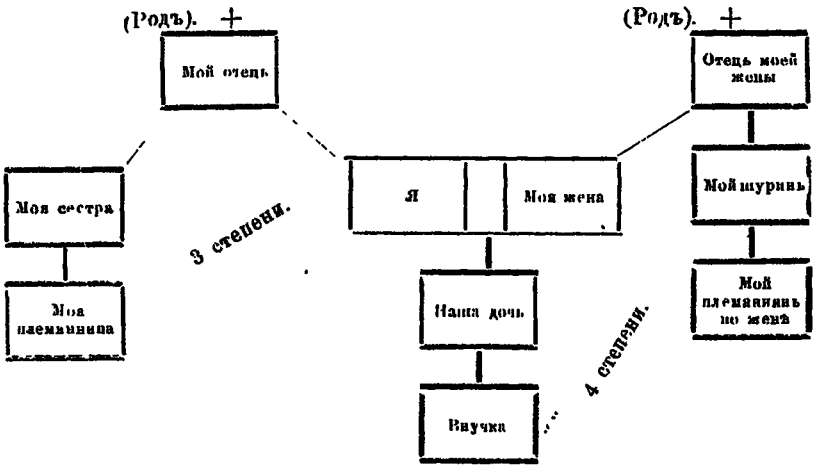 (Родъ). +
(Родъ). +
Мой отецъ
Отецъ моей
жены
Моя сестра
Я
Моя жена
Мой шуринъ
3 степени.
Моя
племянница
Наша дочь
Мой
племянникъ
по женѣ
4 степени.
Внучка